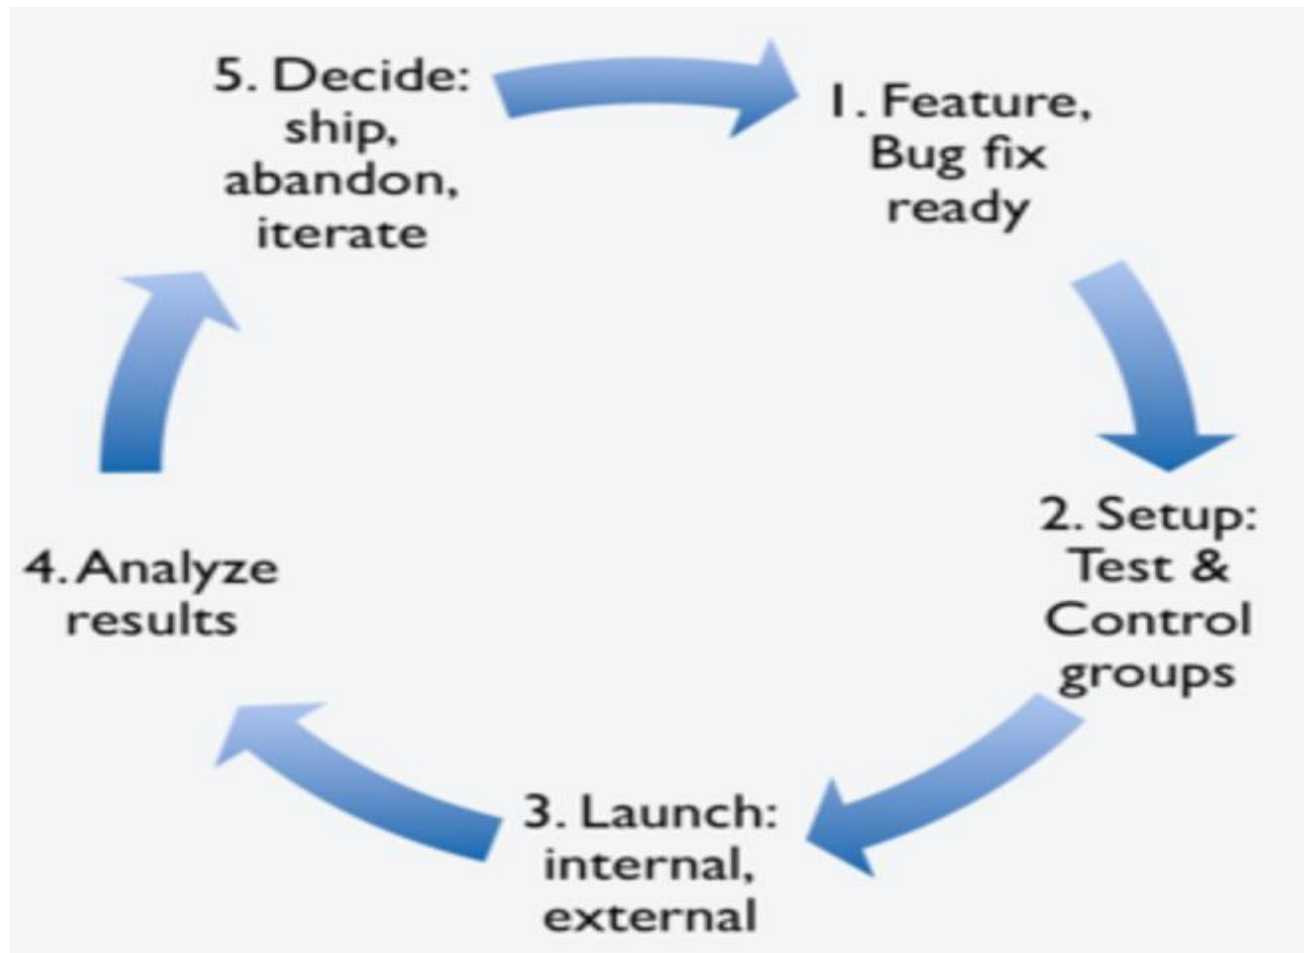 1. Feature,
Bug fix
ready
2. Setup:
Test &
Control
groups
3. Launch:
internal,
external
4. Analyze
results
5. Decide:
ship,
abandon,
iterate